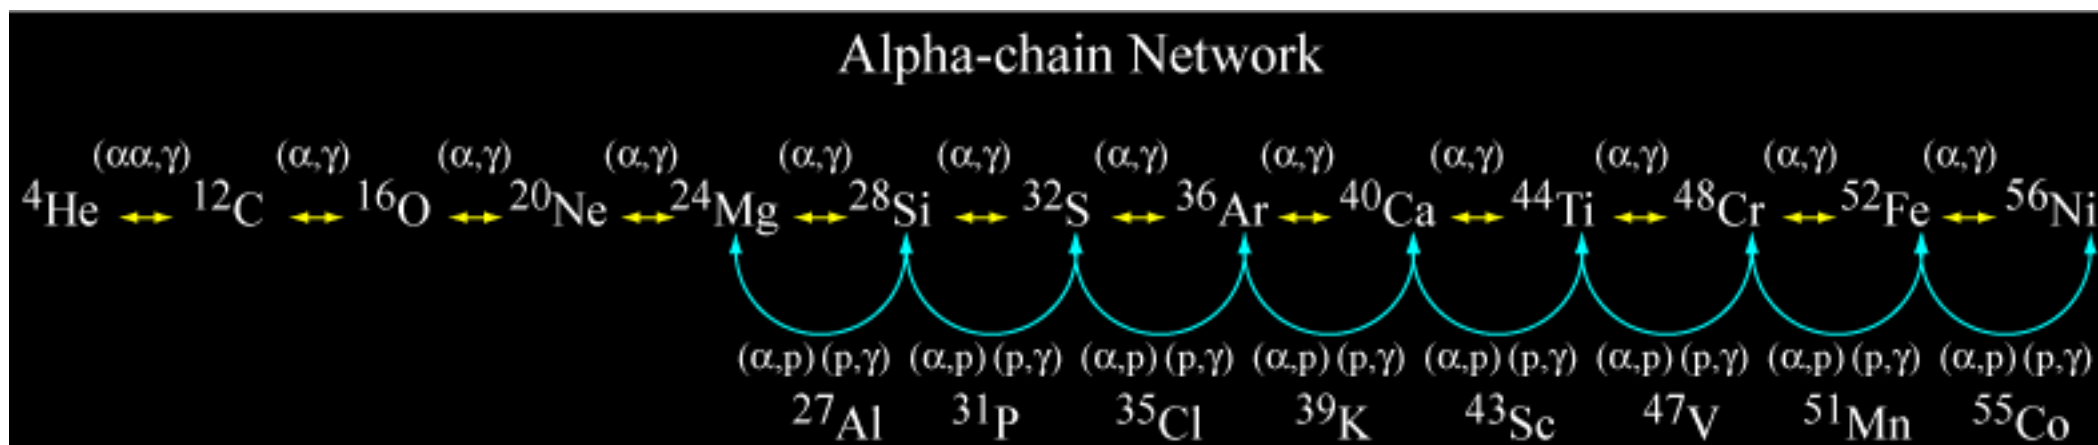 Alpha-chain Network
(αα,γ) (α,γ) (α,γ) (α,γ) (α,γ) (α,γ) (α,γ) (α,γ) (α,γ) (α,γ) (α,γ) (α,γ)
⁴He ¹²C ¹⁶O ²⁰Ne ²⁴Mg ²⁸Si ³²S ³⁶Ar ⁴⁰Ca ⁴⁴Ti ⁴⁸Cr ⁵²Fe ⁵⁶Ni
(α,p) (p,γ) (α,p) (p,γ) (α,p) (p,γ) (α,p) (p,γ) (α,p) (p,γ) (α,p) (p,γ) (α,p) (p,γ) (α,p) (p,γ)
²⁷Al ³¹P ³⁵Cl ³⁹K ⁴³Sc ⁴⁷V ⁵¹Mn ⁵⁵Co